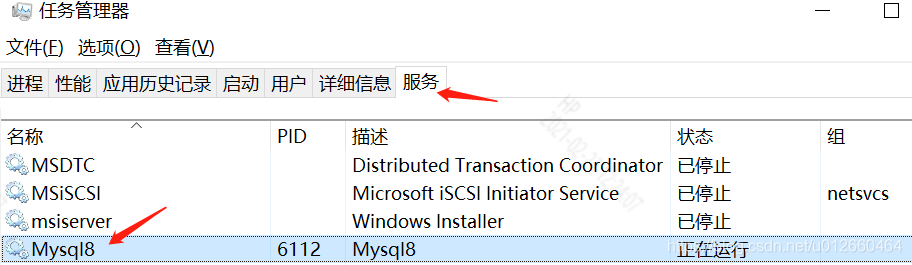 任务管理器
文件(F) 选项(O) 查看(V)
进程 性能 应用历史记录 启动 用户 详细信息 服务
名称 PID 描述 状态 组
MSDTC Distributed Transaction Coordinator 已停止
MSiSCSI Microsoft iSCSI Initiator Service 已停止 netsvcs
msiserver Windows Installer 已停止
Mysql8 6112 Mysql8 正在运行
HP
csdn.net/u012660464